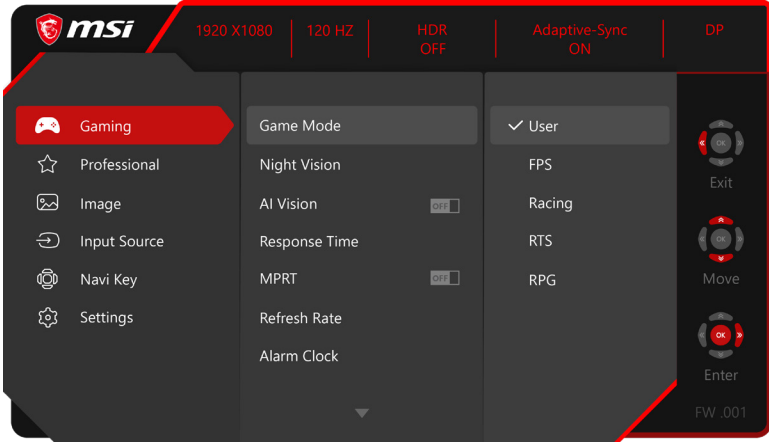 msi
1920 X1080
120 HZ
HDR
OFF
Adaptive-Sync
ON
DP
Gaming
Professional
Image
Input Source
Navi Key
Settings
Game Mode
Night Vision
AI Vision
OFF
Response Time
MPRT
OFF
Refresh Rate
Alarm Clock
User
FPS
Racing
RTS
RPG
OK
Exit
OK
Move
OK
Enter
FW .001